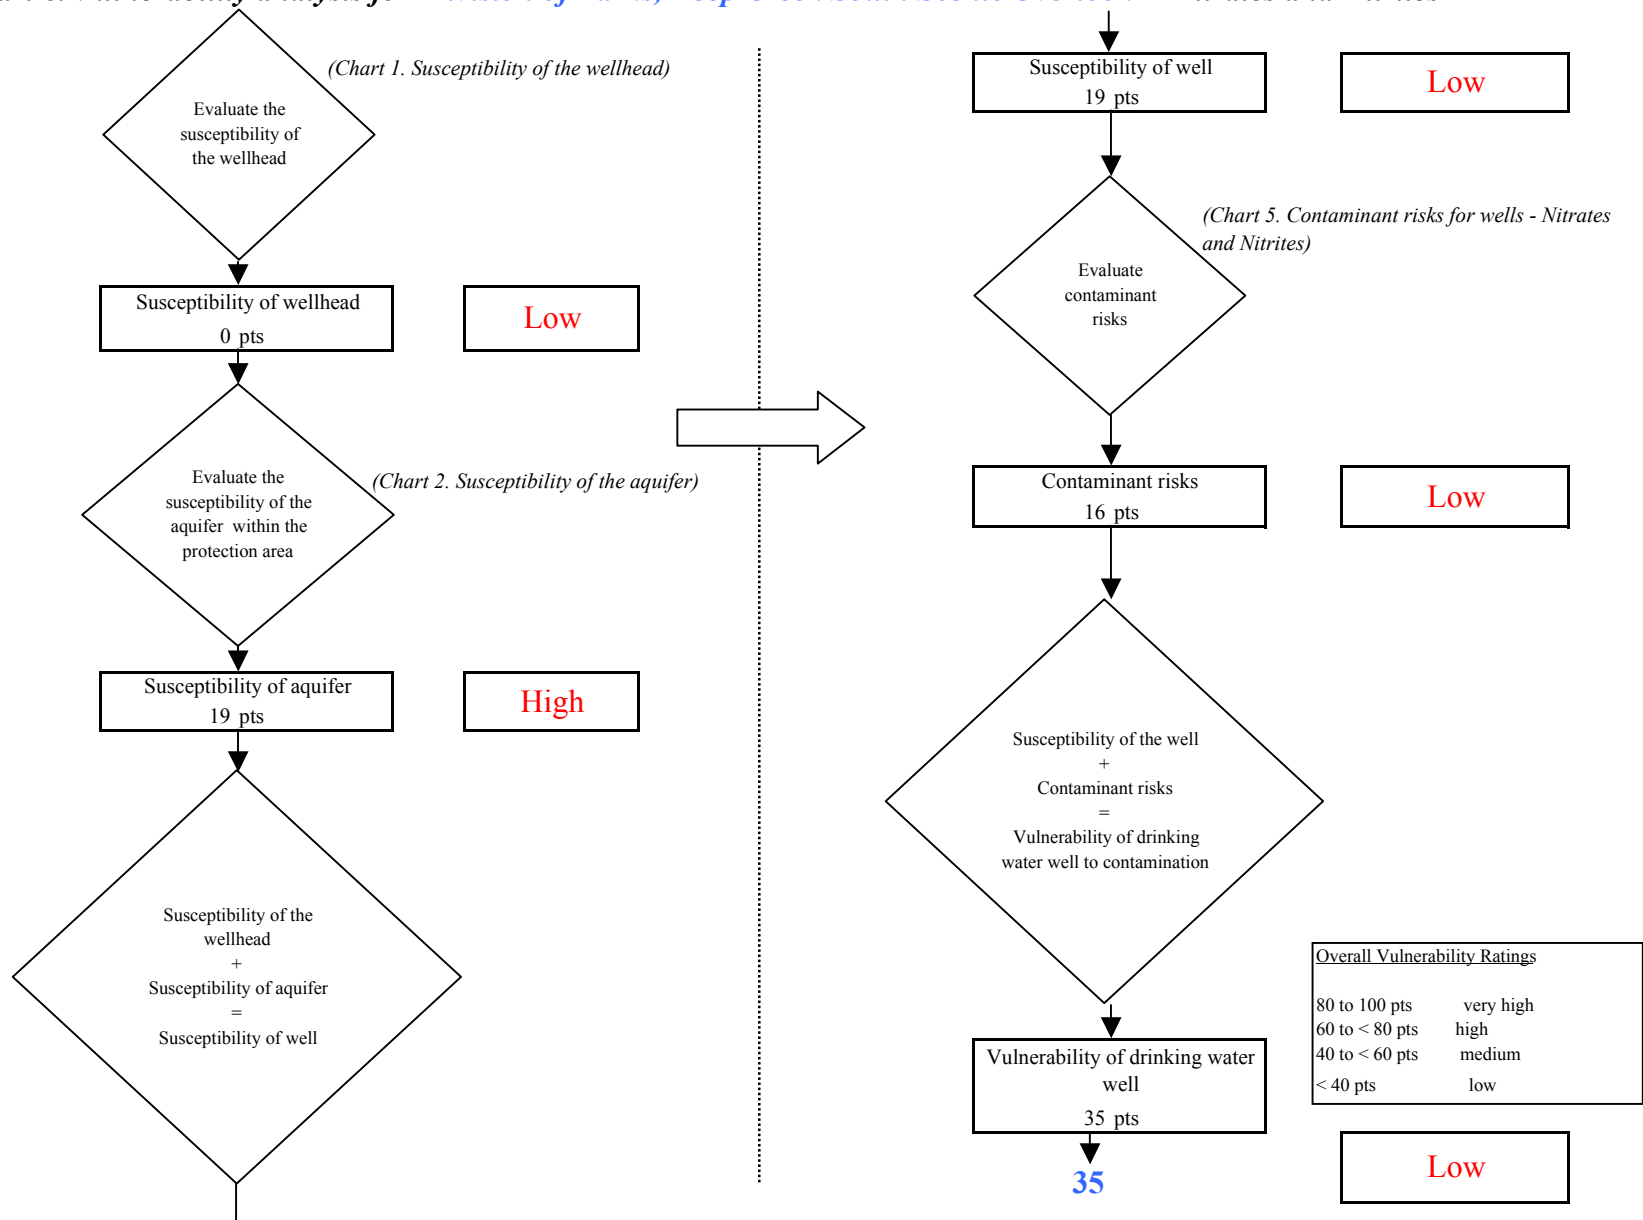 (Chart 1. Susceptibility of the wellhead)
Evaluate the
susceptibility of
the wellhead
Susceptibility of wellhead
0 pts
Low
Evaluate the
susceptibility of the
aquifer within the
protection area
(Chart 2. Susceptibility of the aquifer)
Susceptibility of aquifer
19 pts
High
Susceptibility of the
wellhead
+
Susceptibility of aquifer
=
Susceptibility of well
Susceptibility of well
19 pts
Low
(Chart 5. Contaminant risks for wells - Nitrates
and Nitrites)
Evaluate
contaminant
risks
Contaminant risks
16 pts
Low
Susceptibility of the well
+
Contaminant risks
=
Vulnerability of drinking
water well to contamination
Overall Vulnerability Ratings
80 to 100 pts very high
60 to < 80 pts high
40 to < 60 pts medium
< 40 pts low
Vulnerability of drinking water
well
35 pts
35
Low